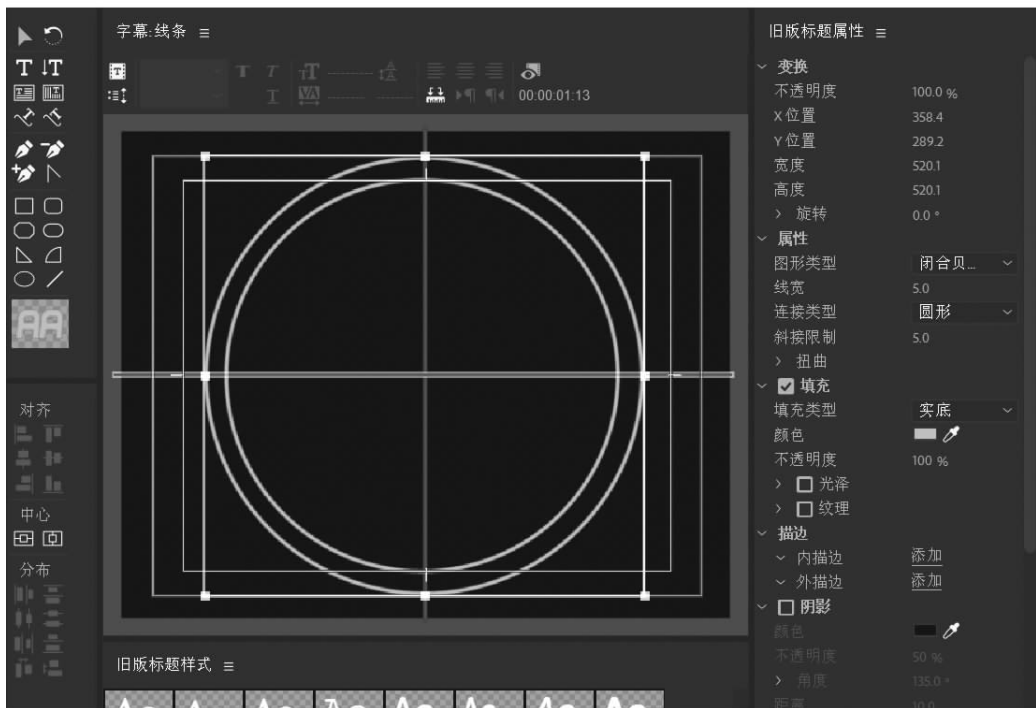 字幕:线条
00:00:01:13
对齐
中心
分布
旧版标题样式
旧版标题属性
变换
不透明度 100.0 %
X 位置 358.4
Y 位置 289.2
宽度 520.1
高度 520.1
旋转 0.0 °
属性
图形类型 闭合贝...
线宽 5.0
连接类型 圆形
斜接限制 5.0
扭曲
填充
填充类型 实底
颜色
不透明度 100 %
光泽
纹理
描边
内描边 添加
外描边 添加
阴影
颜色
不透明度 50 %
角度 135.0 °
距离 10.0